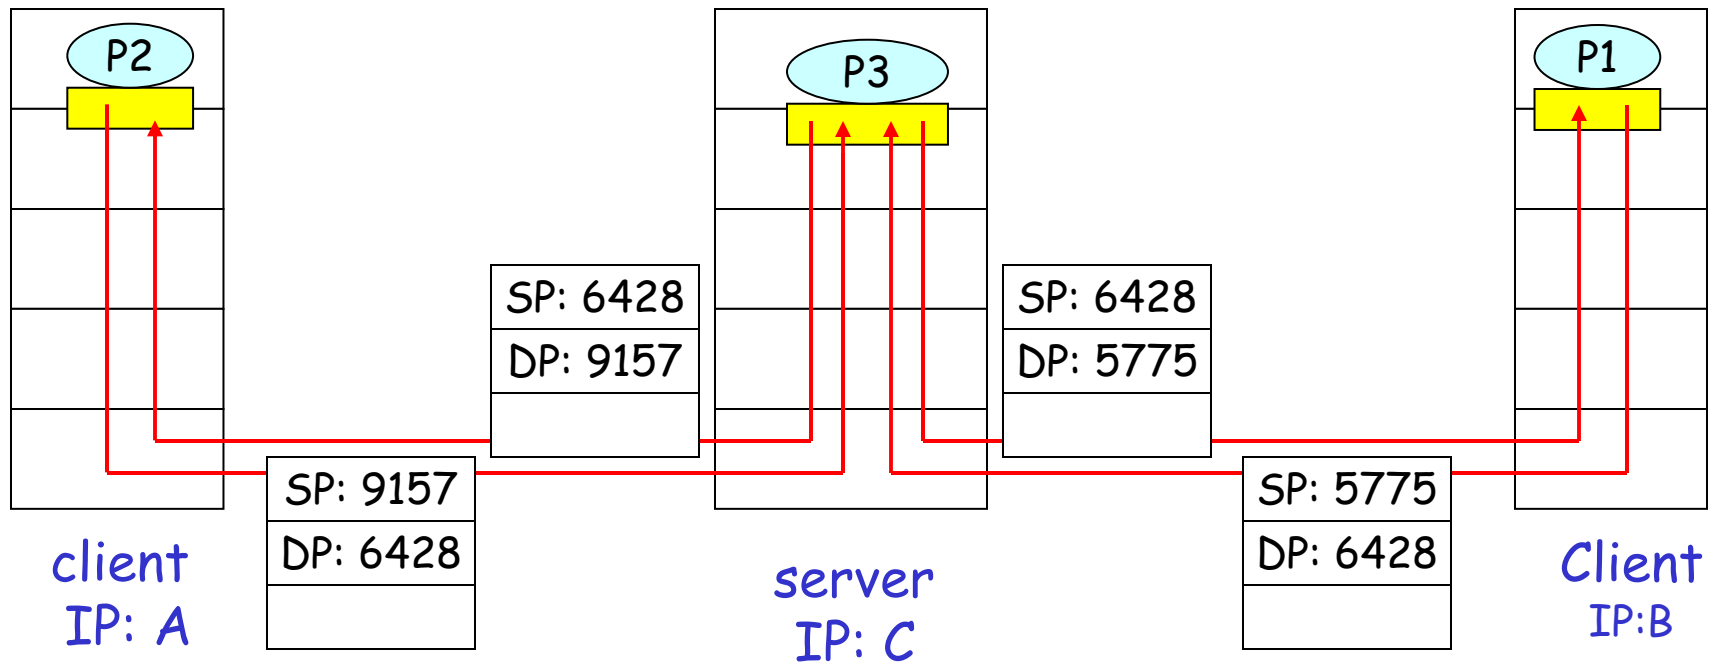 P2
P3
P1
SP: 6428
DP: 9157
SP: 6428
DP: 5775
SP: 9157
DP: 6428
SP: 5775
DP: 6428
client
IP: A
server
IP: C
Client
IP:B